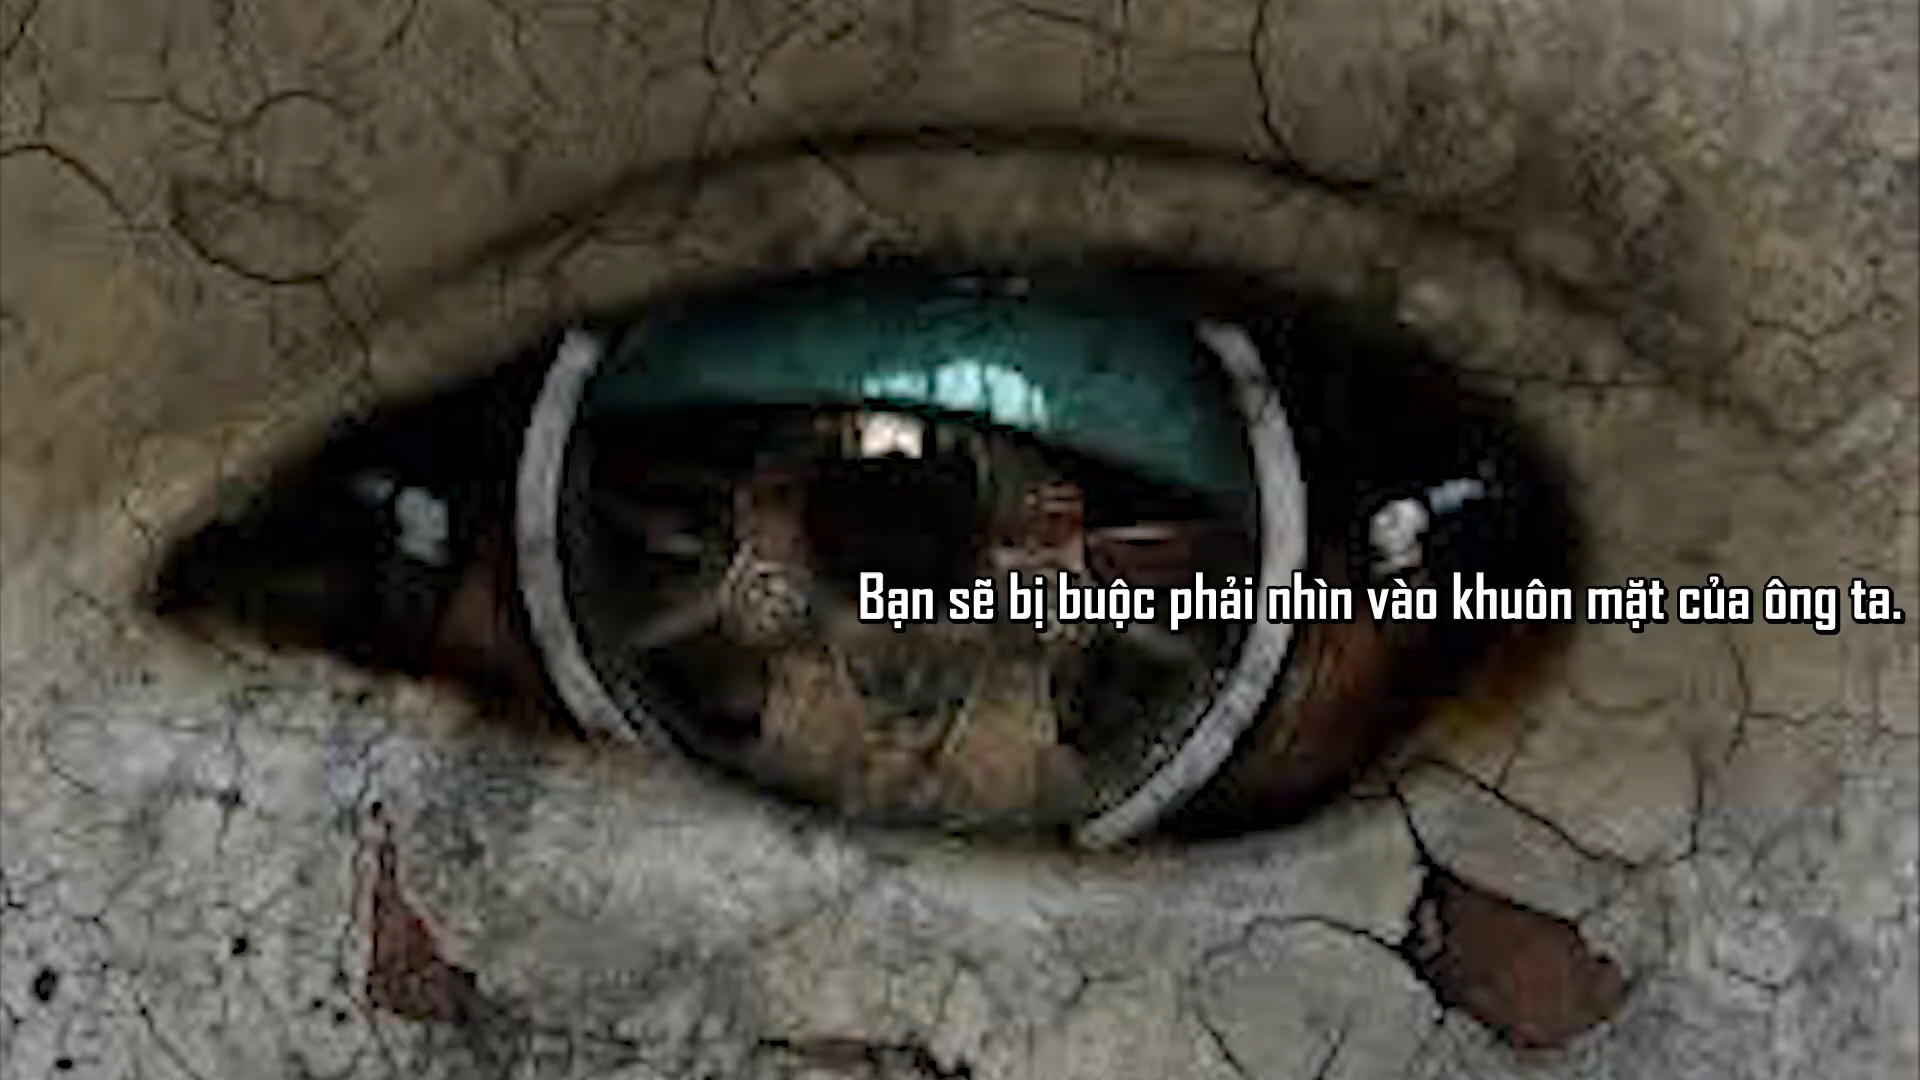 Bạn sẽ bị buộc phải nhìn vào khuôn mặt của ông ta.